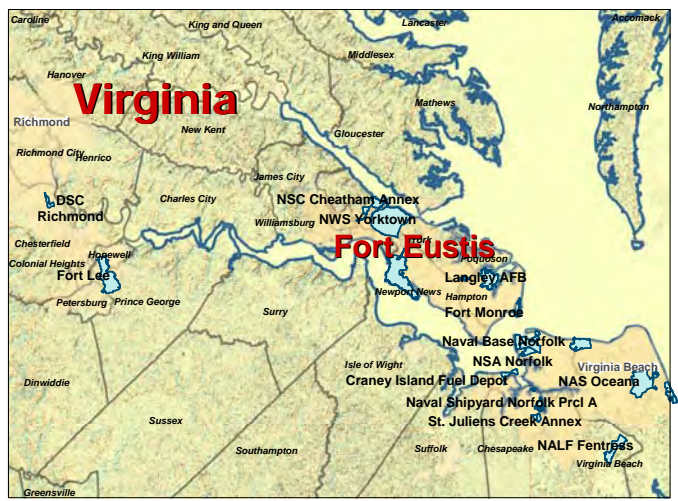 Caroline
King and Queen
Lancaster
Accomack
King William
Middlesex
Hanover
Virginia
Mathews
Northampton
Richmond
New Kent
Gloucester
Richmond City
Henrico
James City
DSC
Richmond
Charles City
NSC Cheatham Annex
Williamsburg
NWS Yorktown
Chesterfield
York
Fort Eustis
Hopewell
Colonial Heights
Poquoson
Fort Lee
Langley AFB
Newport News
Hampton
Petersburg
Prince George
Surry
Fort Monroe
Naval Base Norfolk
NSA Norfolk
Isle of Wight
Virginia Beach
Dinwiddie
Craney Island Fuel Depot
NAS Oceana
Naval Shipyard Norfolk Prcl A
Sussex
St. Juliens Creek Annex
Southampton
Suffolk
Chesapeake
NALF Fentress
Virginia Beach
Greensville